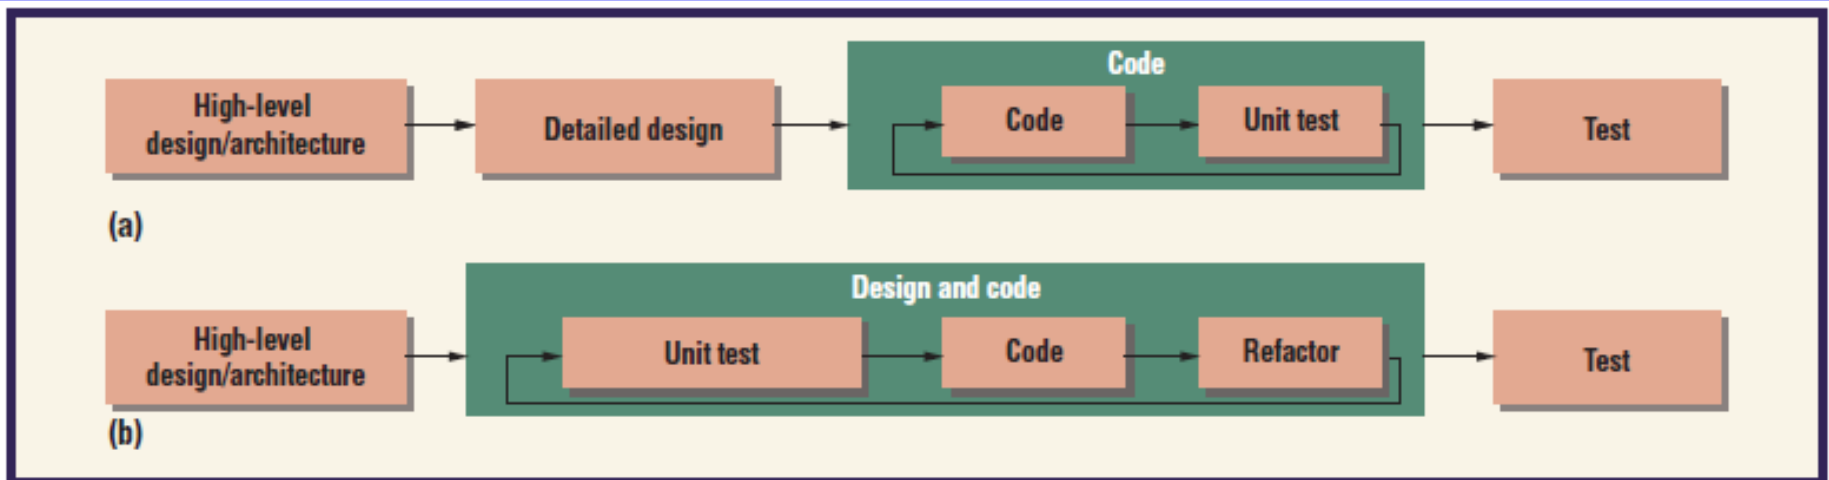 Code
High-level
design/architecture
Detailed design
Code
Unit test
Test
(a)
Design and code
High-level
design/architecture
Unit test
Code
Refactor
Test
(b)